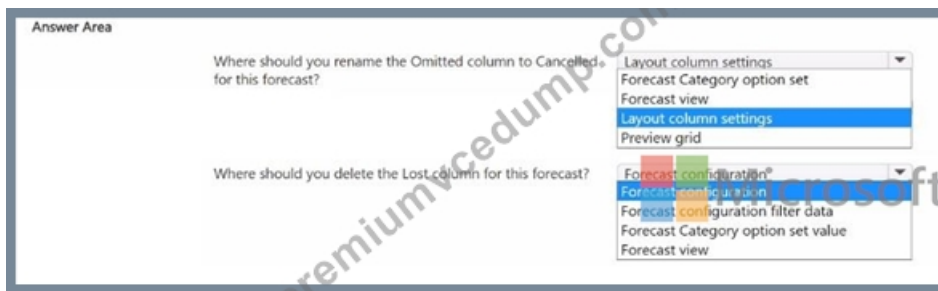 Answer Area
Where should you rename the Omitted column to Cancelled
for this forecast?
Layout column settings
Forecast Category option set
Forecast view
Layout column settings
Preview grid
Where should you delete the Lost column for this forecast?
Forecast configuration
Forecast configuration
Forecast configuration filter data
Forecast Category option set value
Forecast view
Microsoft
premiumvcedump.com